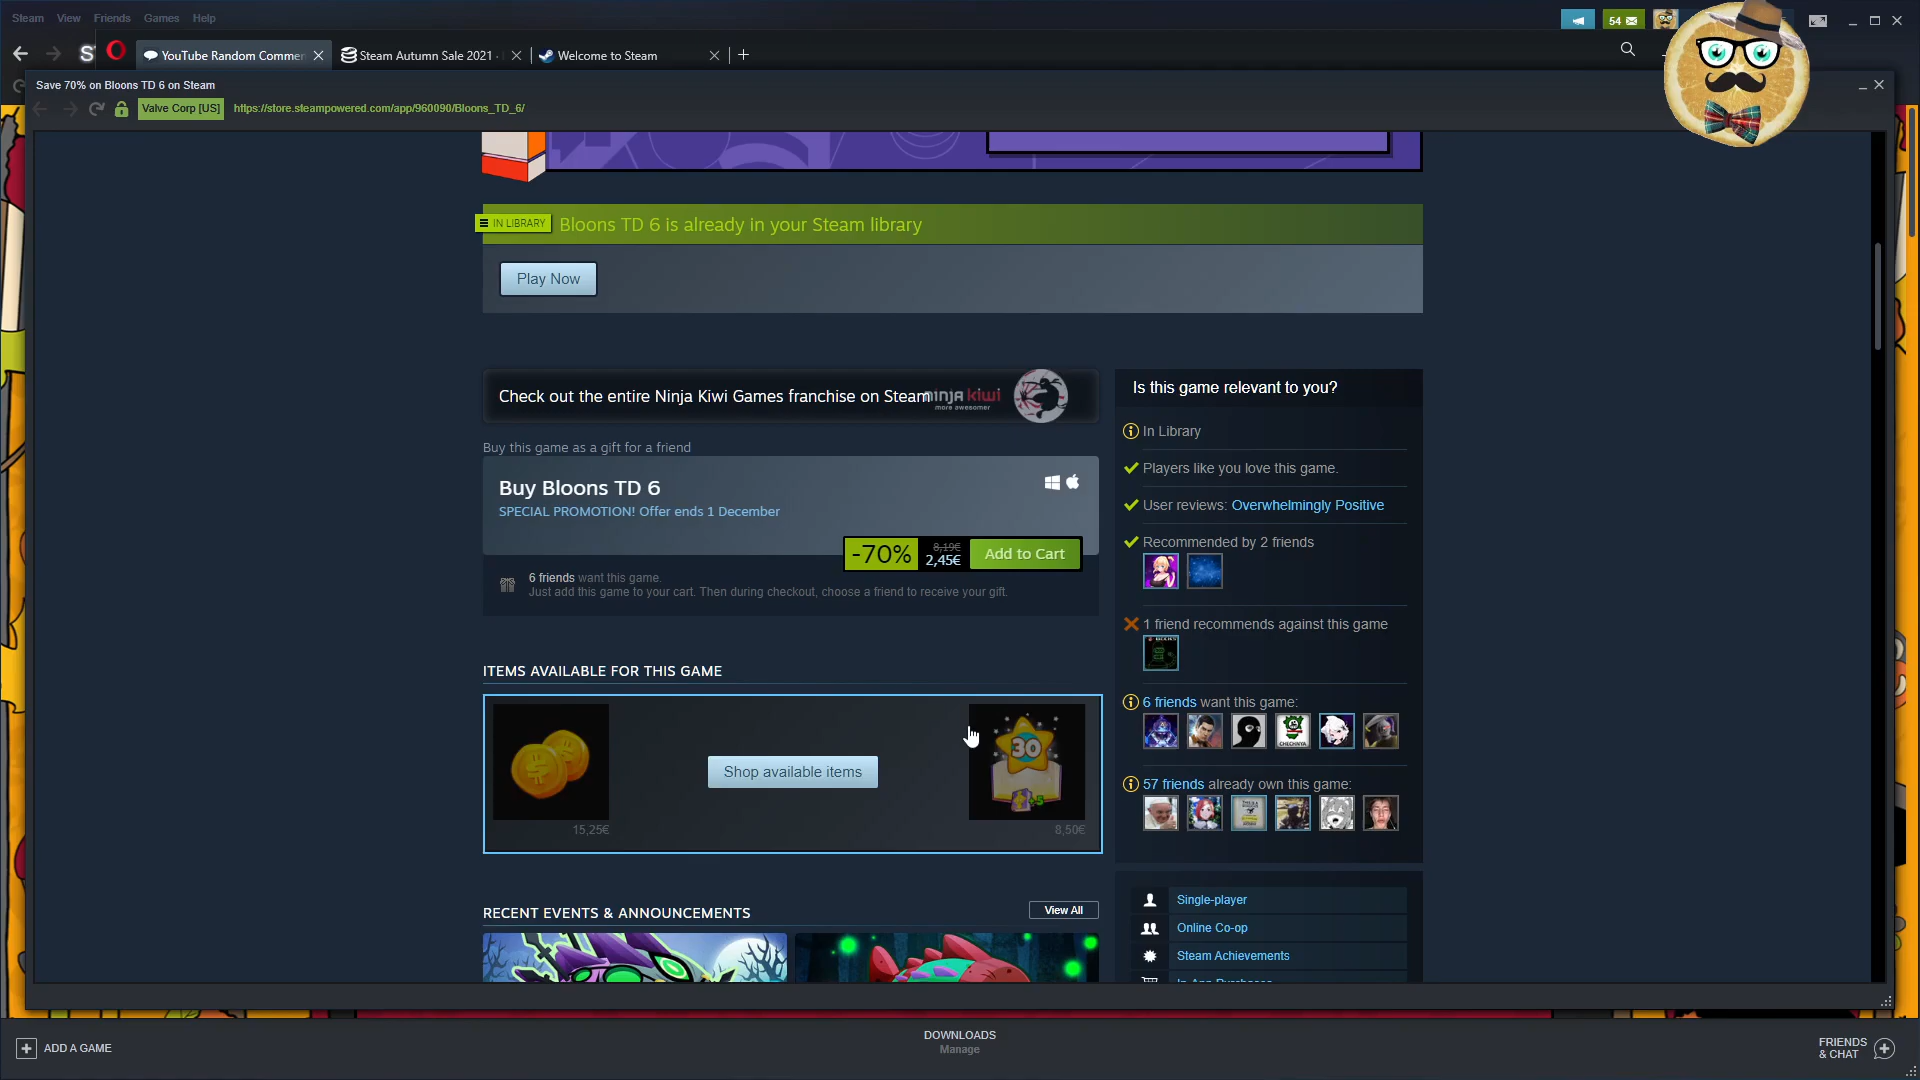 Steam View Friends Games Help
54
YouTube Random Commen
Steam Autumn Sale 2021 ·
Welcome to Steam
Save 70% on Bloons TD 6 on Steam
Valve Corp [US]
https://store.steampowered.com/app/960090/Bloons_TD_6/
IN LIBRARY
Bloons TD 6 is already in your Steam library
Play Now
Check out the entire Ninja Kiwi Games franchise on Steam
ninja kiwi
more awesomer
Buy this game as a gift for a friend
Buy Bloons TD 6
SPECIAL PROMOTION! Offer ends 1 December
-70%
8,19€
2,45€
Add to Cart
6 friends want this game.
Just add this game to your cart. Then during checkout, choose a friend to receive your gift.
ITEMS AVAILABLE FOR THIS GAME
30
+5
Shop available items
15,25€
8,50€
RECENT EVENTS & ANNOUNCEMENTS
View All
Is this game relevant to you?
In Library
Players like you love this game.
User reviews: Overwhelmingly Positive
Recommended by 2 friends
1 friend recommends against this game
6 friends want this game:
57 friends already own this game:
Single-player
Online Co-op
Steam Achievements
In-App Purchases
ADD A GAME
DOWNLOADS
Manage
FRIENDS
& CHAT